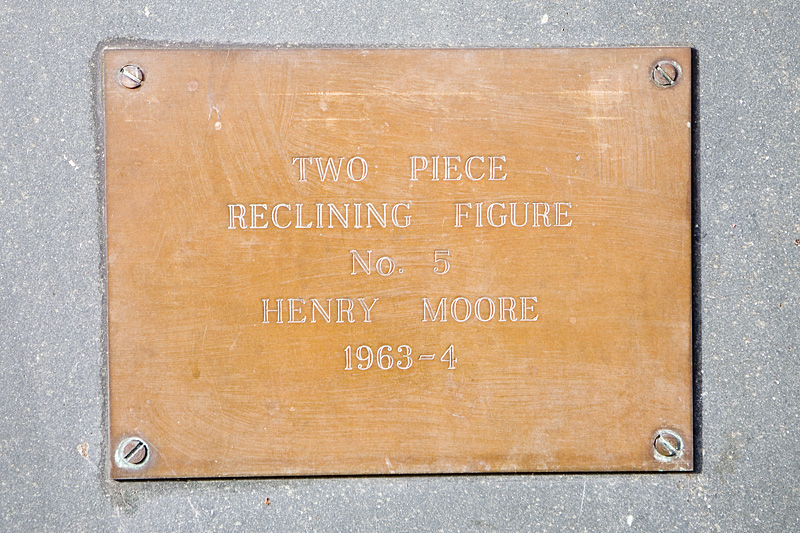 TWO PIECE
RECLINING FIGURE
No. 5
HENRY MOORE
1963-4